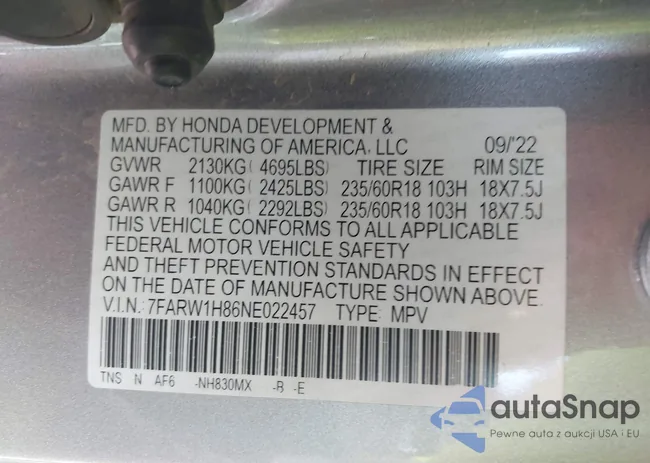 MFD. BY HONDA DEVELOPMENT &
MANUFACTURING OF AMERICA, LLC 09/'22
GVWR 2130KG( 4695LBS) TIRE SIZE RIM SIZE
GAWR F 1100KG( 2425LBS) 235/60R18 103H 18X7.5J
GAWR R 1040KG( 2292LBS) 235/60R18 103H 18X7.5J
THIS VEHICLE CONFORMS TO ALL APPLICABLE
FEDERAL MOTOR VEHICLE SAFETY
AND THEFT PREVENTION STANDARDS IN EFFECT
ON THE DATE OF MANUFACTURE SHOWN ABOVE.
V.I.N.: 7FARW1H86NE022457 TYPE: MPV
TNS N AF6 -NH830MX -B -E
autaSnap
Pewne auta z aukcji USA i EU